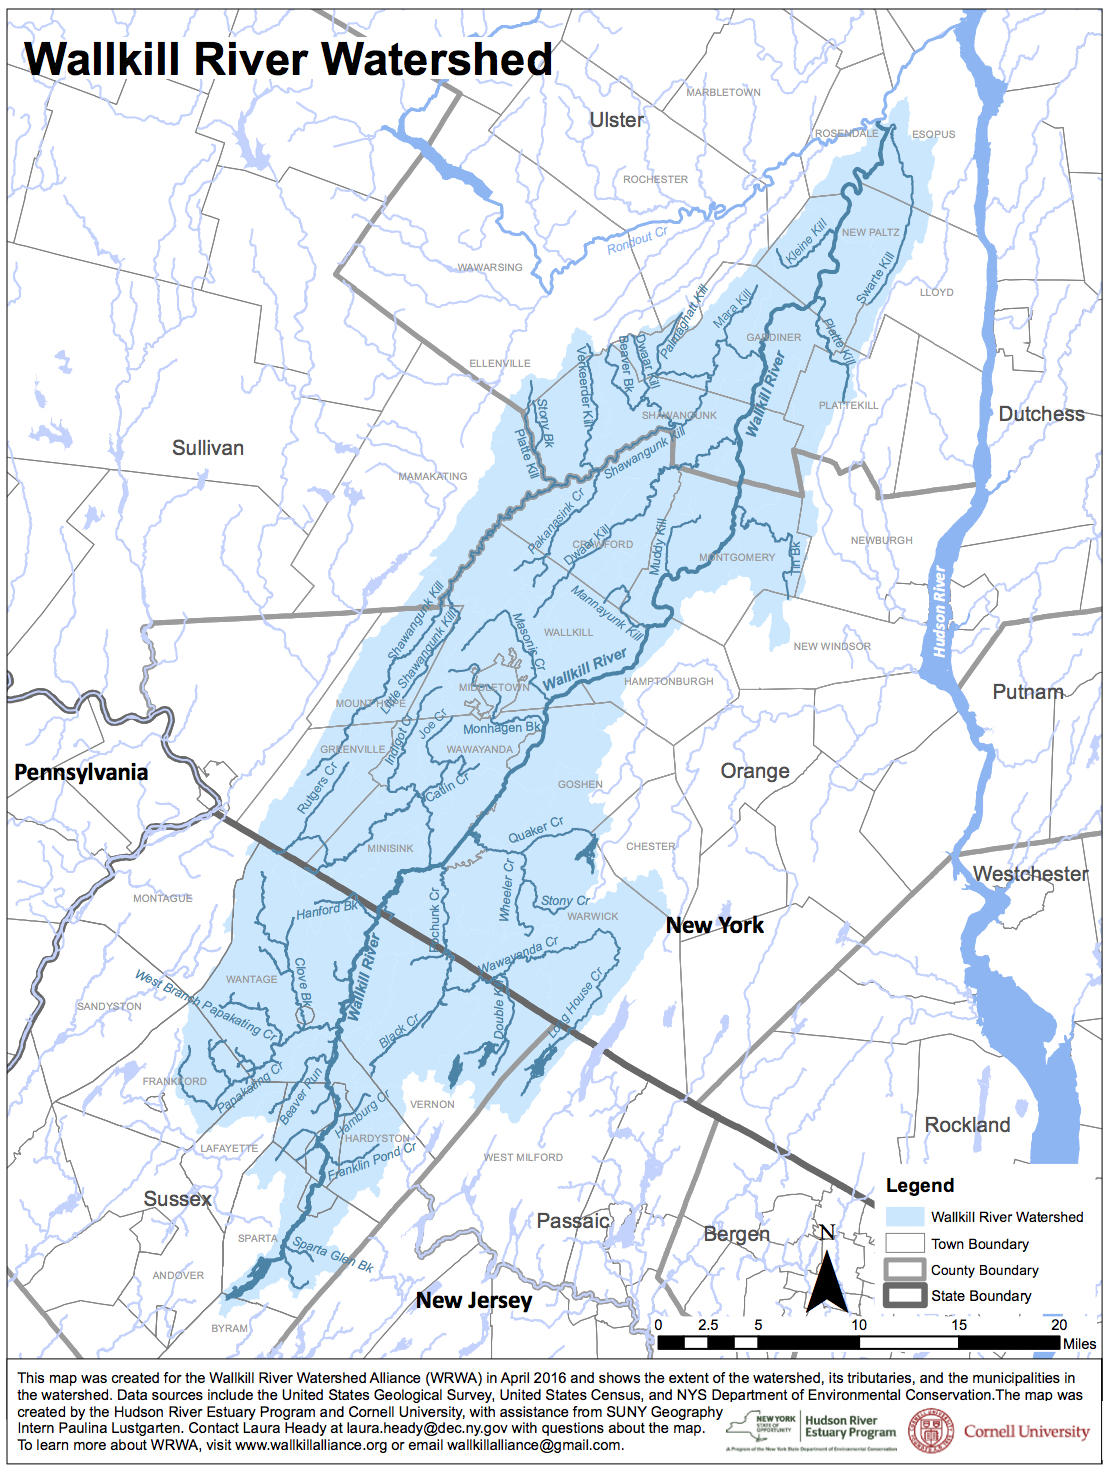 Wallkill River Watershed
MARBLETOWN
Ulster
ROSENDALE
ESOPUS
ROCHESTER
Rondout Cr
Kleine Kill
NEW PALTZ
WAWARSING
Swarte Kill
LLOYD
Palmaghatt Kill
Mara Kill
GARDINER
Platte Kill
ELLENVILLE
Verkeerder Kill
Beaver Bk
Dwaar Kill
Wallkill River
PLATTEKILL
Dutchess
SHAWANGUNK
Stony Bk
Platte Kill
Shawangunk Kill
Sullivan
MAMAKATING
Pakanasink Cr
CRAWFORD
Dwaar Kill
Muddy Kill
MONTGOMERY
Tin Bk
NEWBURGH
Hudson River
Mannayunk Kill
Shawangunk Kill
Little Shawangunk Kill
Masonic Cr
WALLKILL
NEW WINDSOR
Wallkill River
HAMPTONBURGH
MIDDLETOWN
Putnam
MOUNT HOPE
Indigot Cr
Joe Cr
Monhagen Bk
GREENVILLE
WAWAYANDA
Pennsylvania
Orange
Rutgers Cr
Catlin Cr
GOSHEN
Quaker Cr
MINISINK
CHESTER
Westchester
MONTAGUE
Hanford Bk
Pochunk Cr
Wheeler Cr
Stony Cr
WARWICK
New York
Wallkill River
Wawayanda Cr
WANTAGE
Clove Bk
West Branch Papakating Cr
SANDYSTON
Double K
Long House Cr
Black Cr
FRANKFORD
Papakating Cr
Beaver Run
Hamburg Cr
VERNON
Rockland
LAFAYETTE
HARDYSTON
Franklin Pond Cr
WEST MILFORD
Sussex
Passaic
Bergen
SPARTA
Sparta Glen Bk
ANDOVER
New Jersey
BYRAM
N
Legend
Wallkill River Watershed
Town Boundary
County Boundary
State Boundary
0 2.5 5 10 15 20
Miles
This map was created for the Wallkill River Watershed Alliance (WRWA) in April 2016 and shows the extent of the watershed, its tributaries, and the municipalities in
the watershed. Data sources include the United States Geological Survey, United States Census, and NYS Department of Environmental Conservation.The map was
created by the Hudson River Estuary Program and Cornell University, with assistance from SUNY Geography
Intern Paulina Lustgarten. Contact Laura Heady at laura.heady@dec.ny.gov with questions about the map.
To learn more about WRWA, visit www.wallkillalliance.org or email wallkillalliance@gmail.com.
NEW YORK
STATE OF
OPPORTUNITY
Hudson River
Estuary Program
A Program of the New York State Department of Environmental Conservation
Cornell University